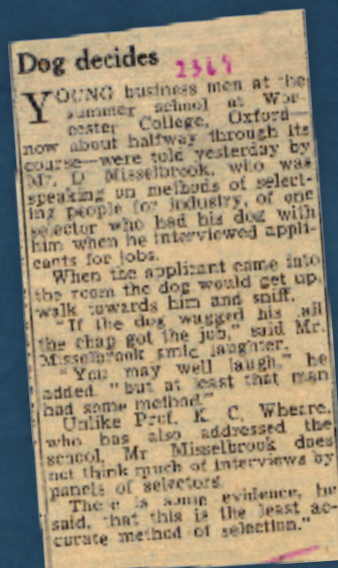 Dog decides
2369
YOUNG business men at the
summer school at Wor-
cester College, Oxford—
now about halfway through its
course—were told yesterday by
Mr. D Misselbrook, who was
speaking on methods of select-
ing people for industry, of one
selector who had his dog with
him when he interviewed appli-
cants for jobs.
When the applicant came into
the room the dog would get up,
walk towards him and sniff.
"If the dog wagged his tail
the chap got the job," said Mr.
Misselbrook amid laughter.
"You may well laugh," he
added, "but at least that man
had some method."
Unlike Prof. K. C. Wheare,
who has also addressed the
school, Mr Misselbrook does
not think much of interviews by
panels of selectors.
There is some evidence, he
said, that this is the least ac-
curate method of selection."